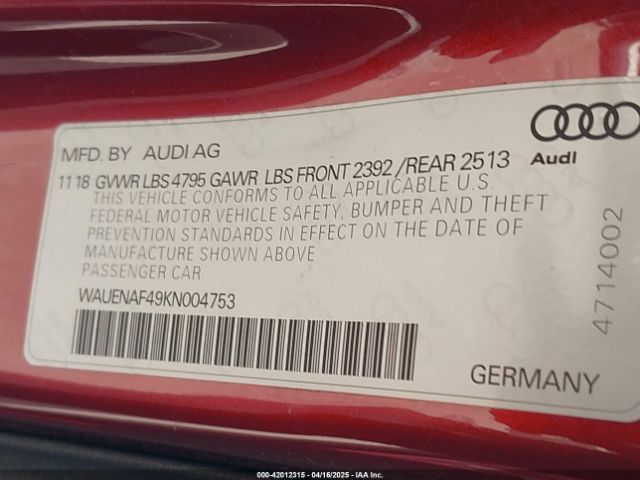 MFD. BY AUDI AG
Audi
11 18 GVWR LBS 4795 GAWR LBS FRONT 2392 / REAR 2513
THIS VEHICLE CONFORMS TO ALL APPLICABLE U.S.
FEDERAL MOTOR VEHICLE SAFETY, BUMPER AND THEFT
PREVENTION STANDARDS IN EFFECT ON THE DATE OF
MANUFACTURE SHOWN ABOVE
PASSENGER CAR
WAUENAF49KN004753
GERMANY
4714002
000-42012315 - 04/16/2025 - IAA Inc.